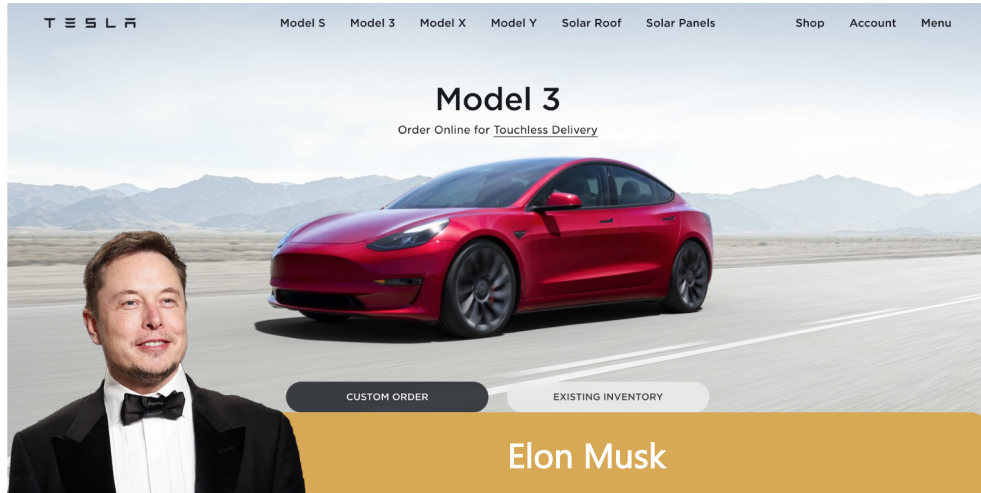 TESLA Model S Model 3 Model X Model Y Solar Roof Solar Panels Shop Account Menu
Model 3
Order Online for Touchless Delivery
CUSTOM ORDER EXISTING INVENTORY
Elon Musk